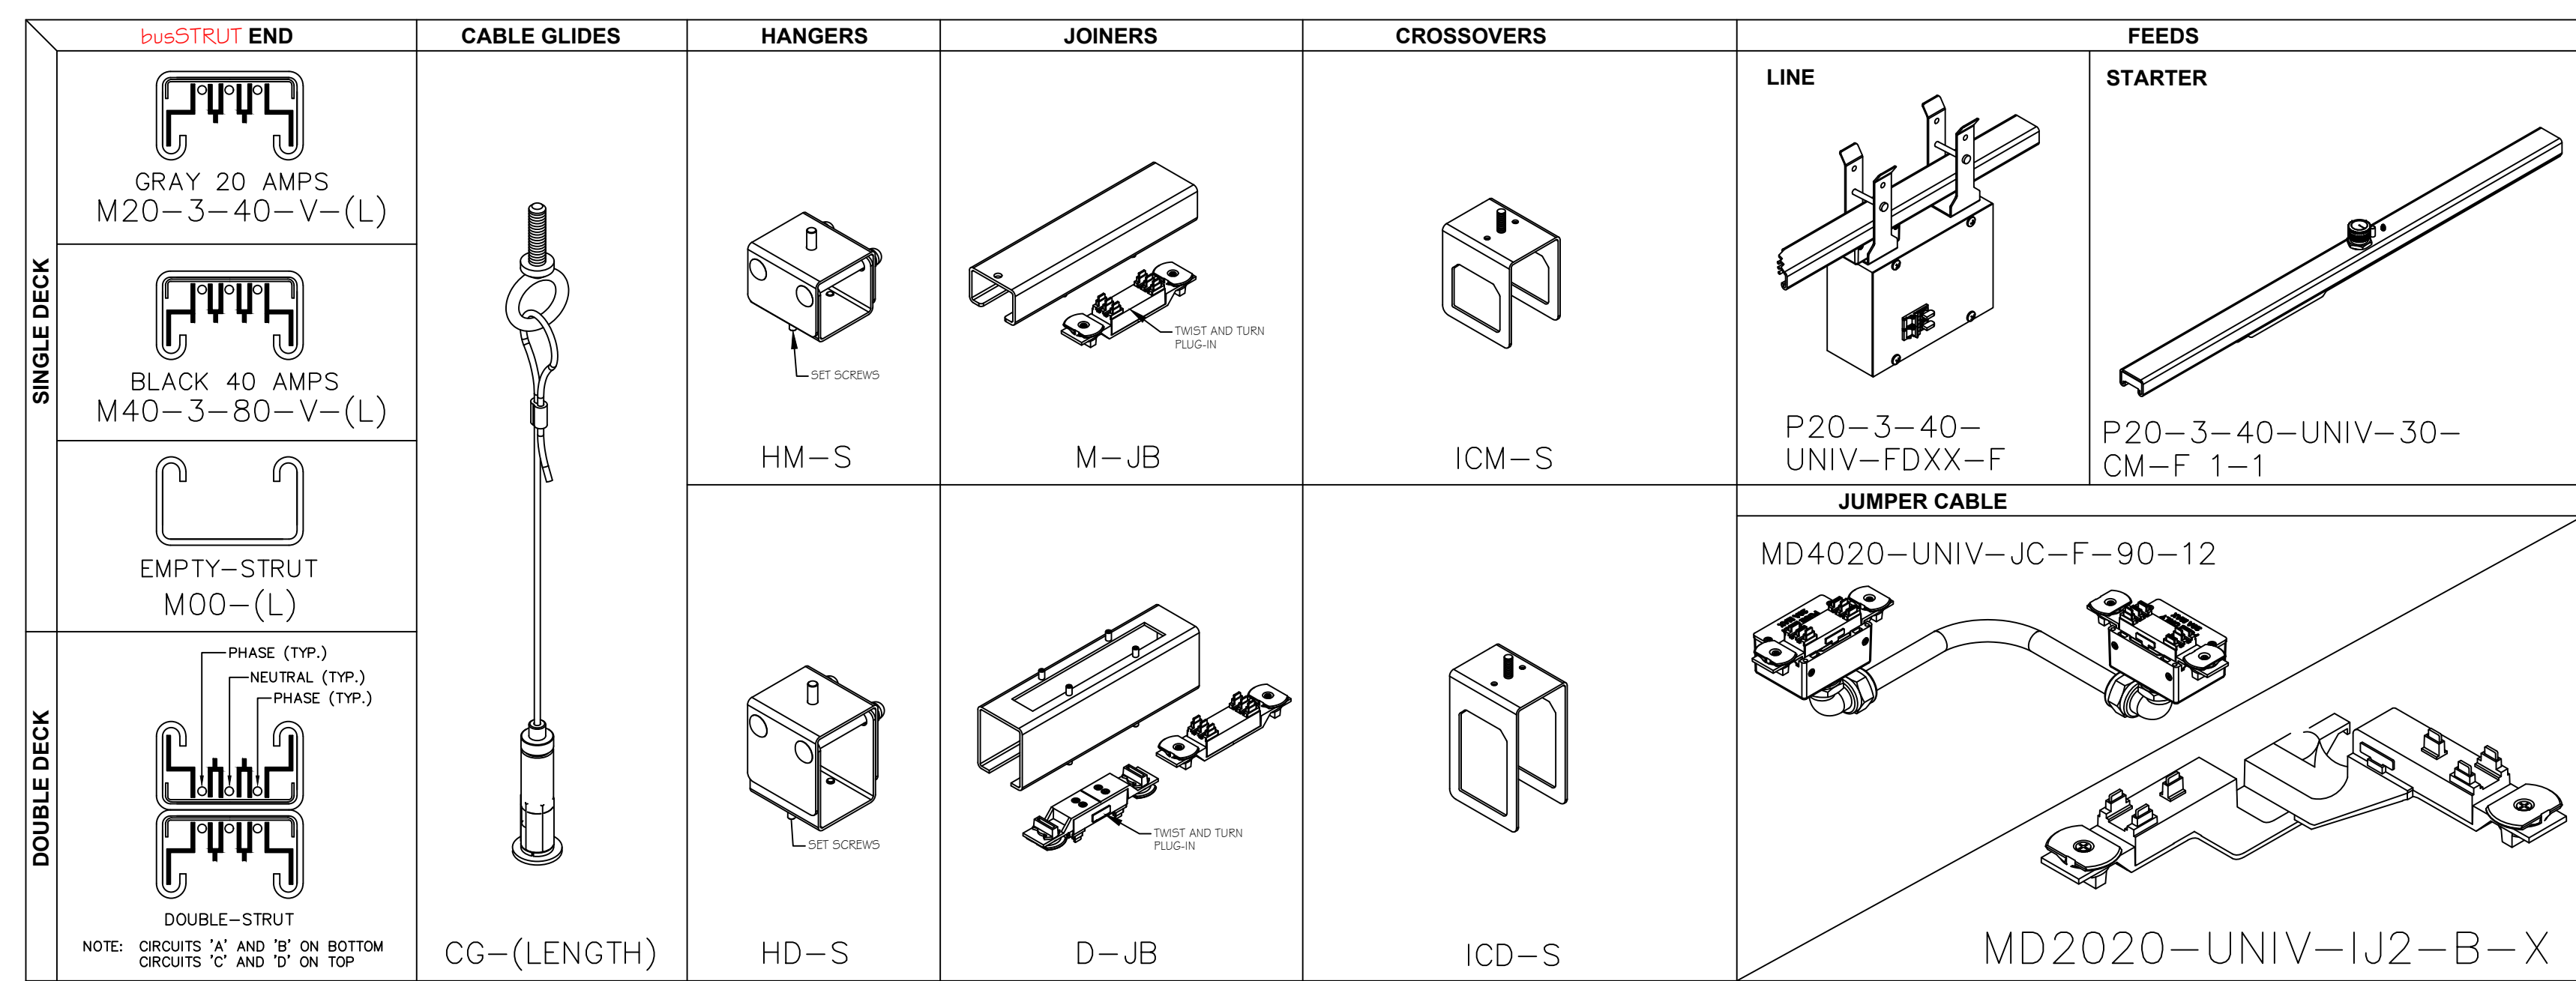 busSTRUT END
CABLE GLIDES
HANGERS
JOINERS
CROSSOVERS
FEEDS
SINGLE DECK
GRAY 20 AMPS
M20-3-40-V-(L)
BLACK 40 AMPS
M40-3-80-V-(L)
EMPTY-STRUT
M00-(L)
DOUBLE DECK
PHASE (TYP.)
NEUTRAL (TYP.)
PHASE (TYP.)
DOUBLE-STRUT
NOTE: CIRCUITS 'A' AND 'B' ON BOTTOM
CIRCUITS 'C' AND 'D' ON TOP
CG-(LENGTH)
SET SCREWS
HM-S
SET SCREWS
HD-S
TWIST AND TURN
PLUG-IN
M-JB
TWIST AND TURN
PLUG-IN
D-JB
ICM-S
ICD-S
LINE
P20-3-40-
UNIV-FDXX-F
STARTER
P20-3-40-UNIV-30-
CM-F 1-1
JUMPER CABLE
MD4020-UNIV-JC-F-90-12
MD2020-UNIV-IJ2-B-X